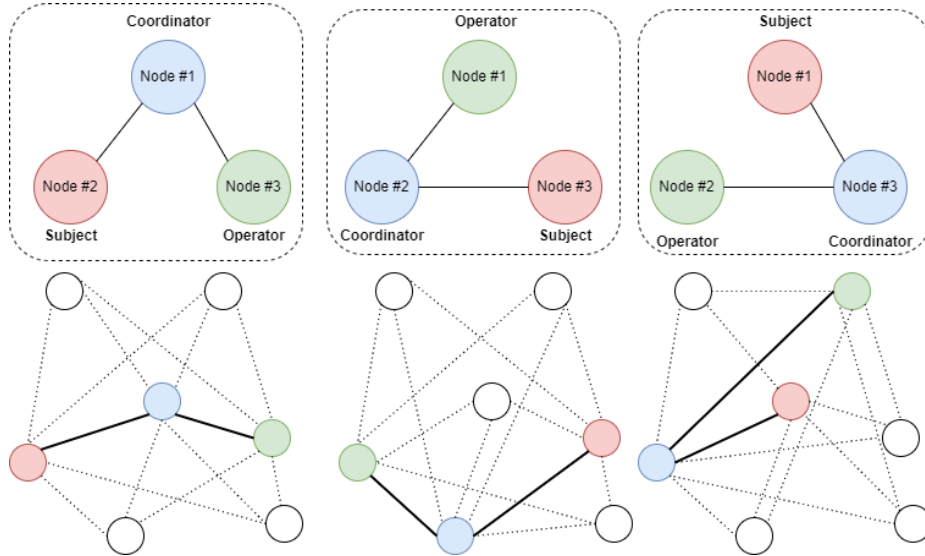 Coordinator
Node #1
Node #2
Node #3
Subject
Operator
Operator
Node #1
Node #2
Node #3
Coordinator
Subject
Subject
Node #1
Node #2
Node #3
Operator
Coordinator